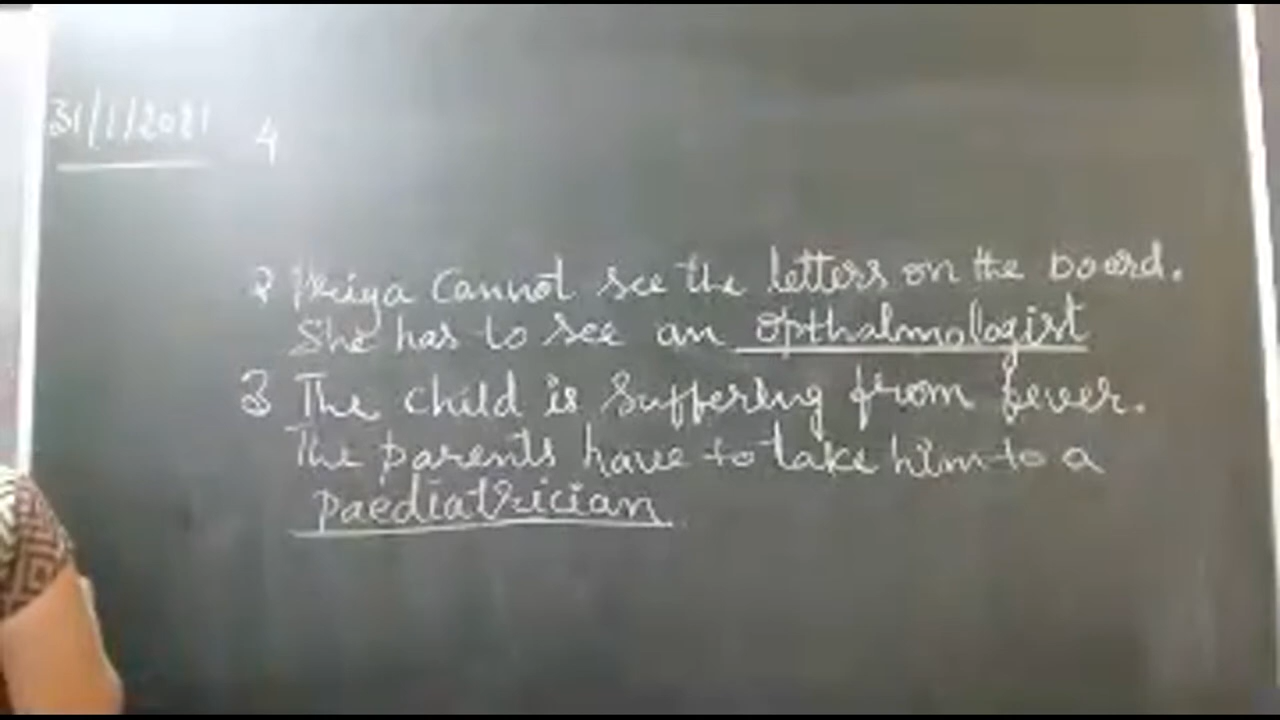 31/1/2021 4
2 Priya cannot see the letters on the board.
She has to see an opthalmologist
3 The child is suffering from fever.
The parents have to take him to a
paediatrician